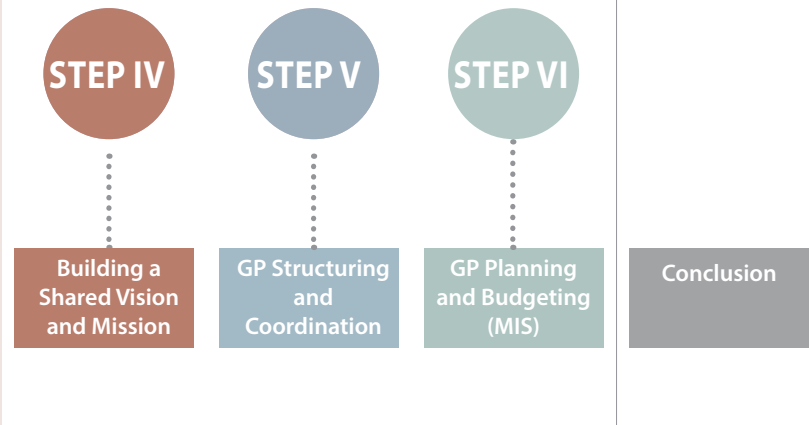 STEP IV
STEP V
STEP VI
Building a
Shared Vision
and Mission
GP Structuring
and
Coordination
GP Planning
and Budgeting
(MIS)
Conclusion